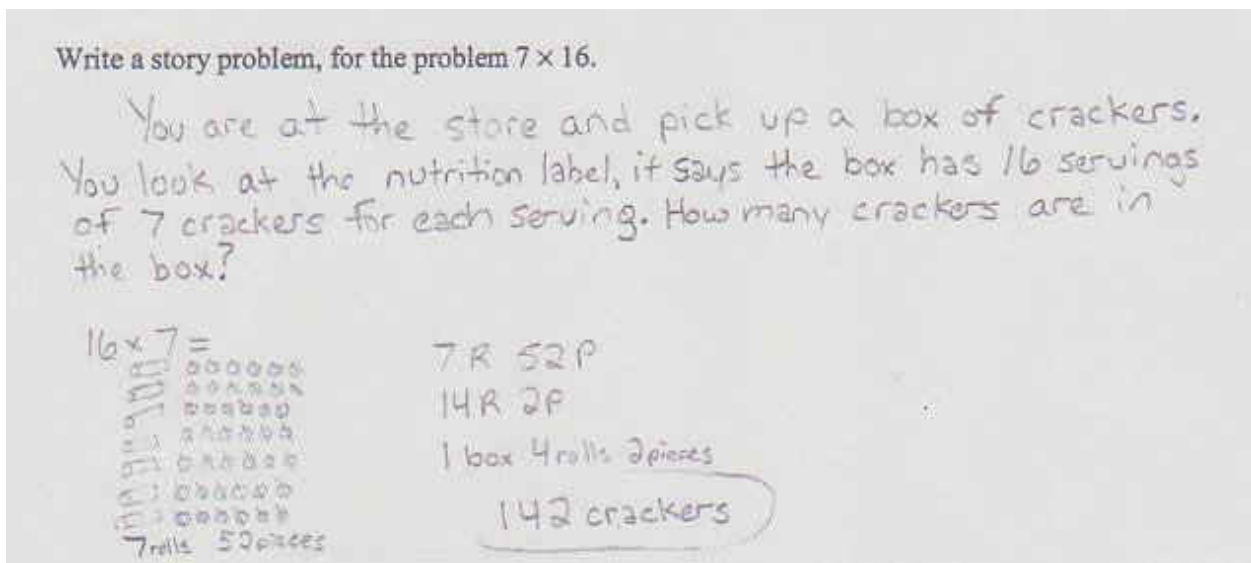 Write a story problem, for the problem 7 × 16.
You are at the store and pick up a box of crackers.
You look at the nutrition label, it says the box has 16 servings
of 7 crackers for each serving. How many crackers are in
the box?
16 × 7 =
7 rolls 52 pieces
7 R 52P
14R 2P
1 box 4 rolls 2 pieces
142 crackers